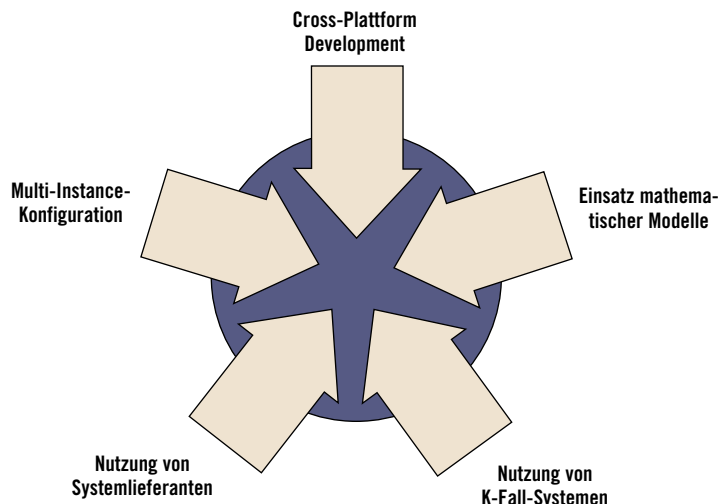 Cross-Plattform
Development
Multi-Instance-
Konfiguration
Einsatz mathema-
tischer Modelle
Nutzung von
Systemlieferanten
Nutzung von
K-Fall-Systemen